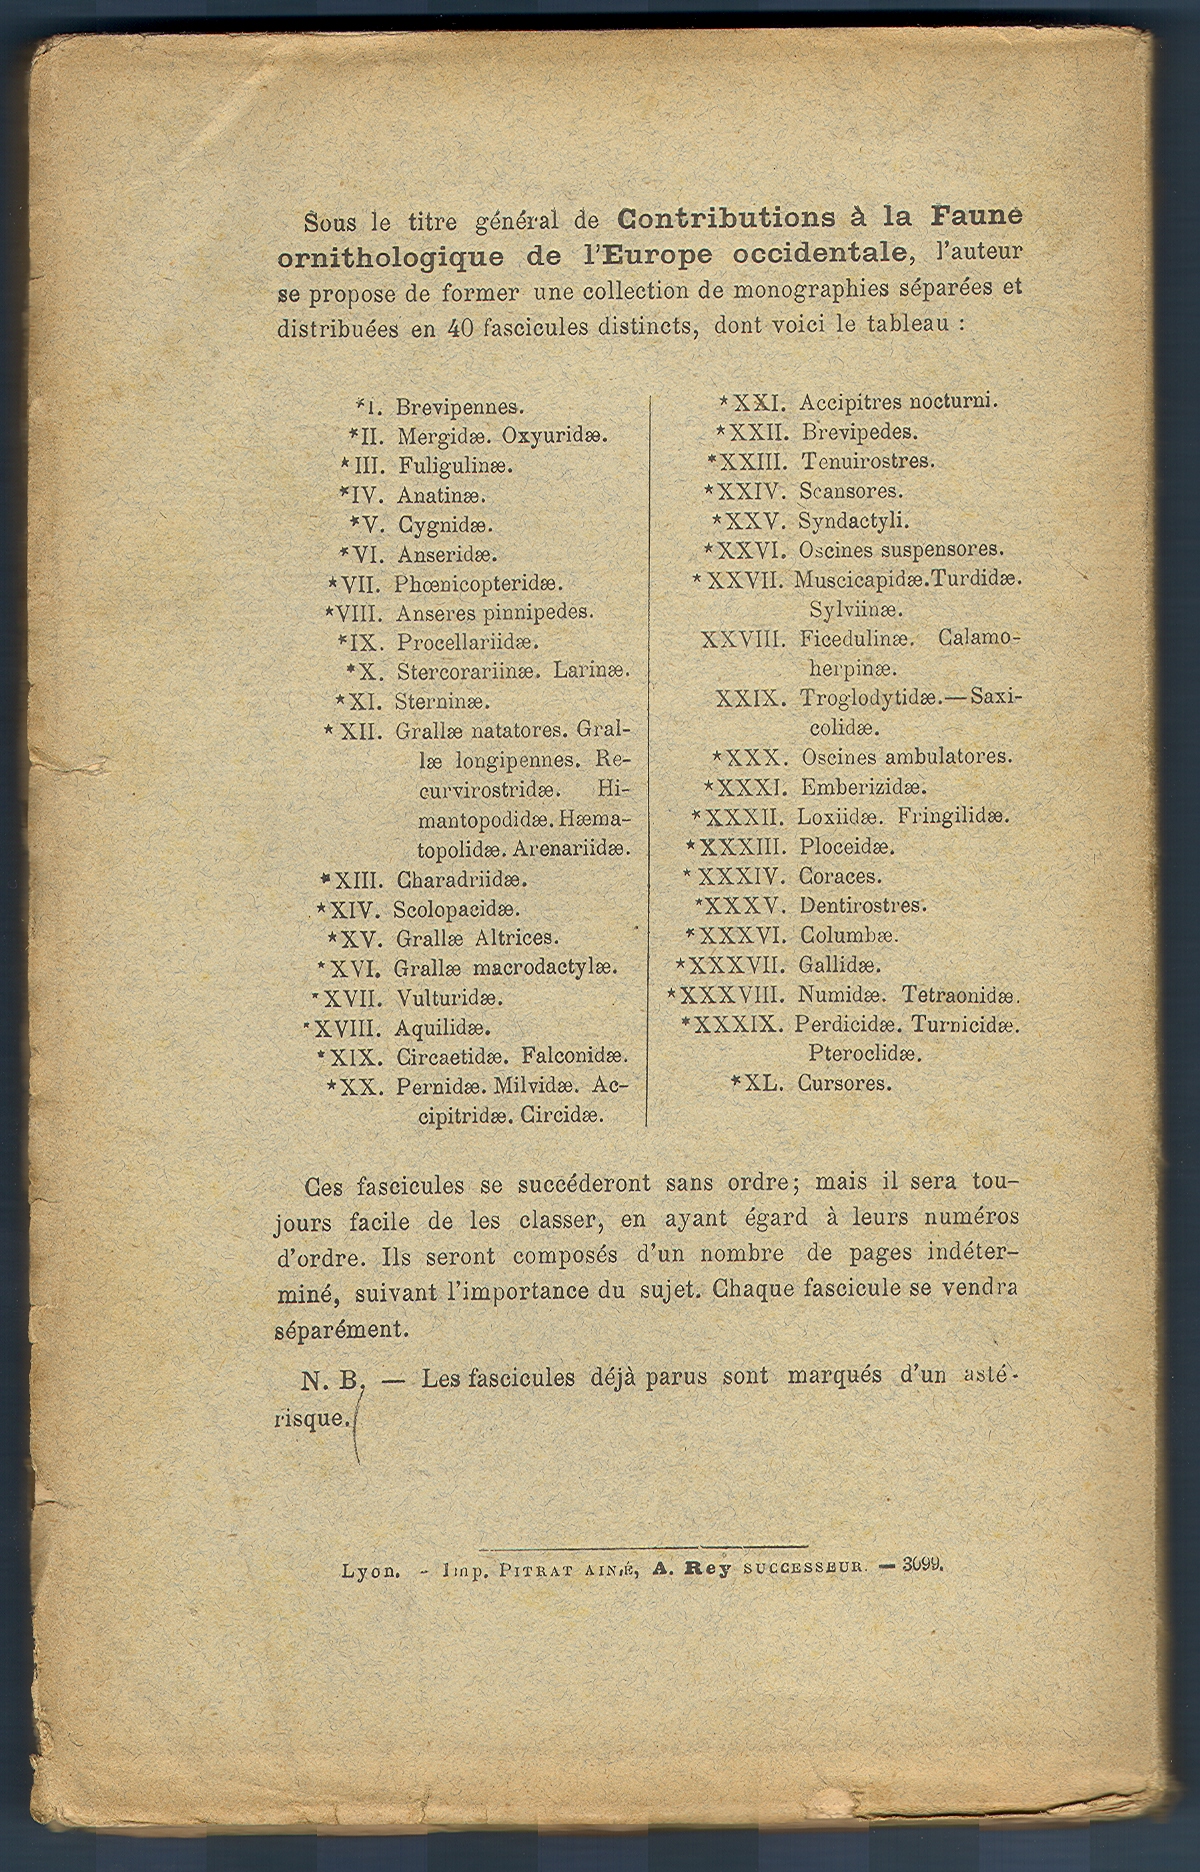 Sous le titre général de Contributions à la Faune
ornithologique de l'Europe occidentale, l'auteur
se propose de former une collection de monographies séparées et
distribuées en 40 fascicules distincts, dont voici le tableau :
*I. Brevipennes.
*II. Mergidæ. Oxyuridæ.
*III. Fuligulinæ.
*IV. Anatinæ.
*V. Cygnidæ.
*VI. Anseridæ.
*VII. Phœnicopteridæ.
*VIII. Anseres pinnipedes.
*IX. Procellariidæ.
*X. Stercorariinæ. Larinæ.
*XI. Sterninæ.
*XII. Grallæ natatores. Gral-
læ longipennes. Re-
curvirostridæ. Hi-
mantopodidæ. Hæma-
topolidæ. Arenariidæ.
*XIII. Charadriidæ.
*XIV. Scolopacidæ.
*XV. Grallæ Altrices.
*XVI. Grallæ macrodactylæ.
*XVII. Vulturidæ.
*XVIII. Aquilidæ.
*XIX. Circaetidæ. Falconidæ.
*XX. Pernidæ. Milvidæ. Ac-
cipitridæ. Circidæ.
*XXI. Accipitres nocturni.
*XXII. Brevipedes.
*XXIII. Tenuirostres.
*XXIV. Scansores.
*XXV. Syndactyli.
*XXVI. Oscines suspensores.
*XXVII. Muscicapidæ. Turdidæ.
Sylviinæ.
XXVIII. Ficedulinæ. Calamo-
herpinæ.
XXIX. Troglodytidæ.—Saxi-
colidæ.
*XXX. Oscines ambulatores.
*XXXI. Emberizidæ.
*XXXII. Loxiidæ. Fringilidæ.
*XXXIII. Ploceidæ.
*XXXIV. Coraces.
*XXXV. Dentirostres.
*XXXVI. Columbæ.
*XXXVII. Gallidæ.
*XXXVIII. Numidæ. Tetraonidæ.
*XXXIX. Perdicidæ. Turnicidæ.
Pteroclidæ.
*XL. Cursores.
Ces fascicules se succéderont sans ordre; mais il sera tou-
jours facile de les classer, en ayant égard à leurs numéros
d'ordre. Ils seront composés d'un nombre de pages indéter-
miné, suivant l'importance du sujet. Chaque fascicule se vendra
séparément.
N. B. — Les fascicules déjà parus sont marqués d'un asté-
risque.
Lyon. - Imp. PITRAT AINÉ, A. Rey SUCCESSEUR. — 3099.